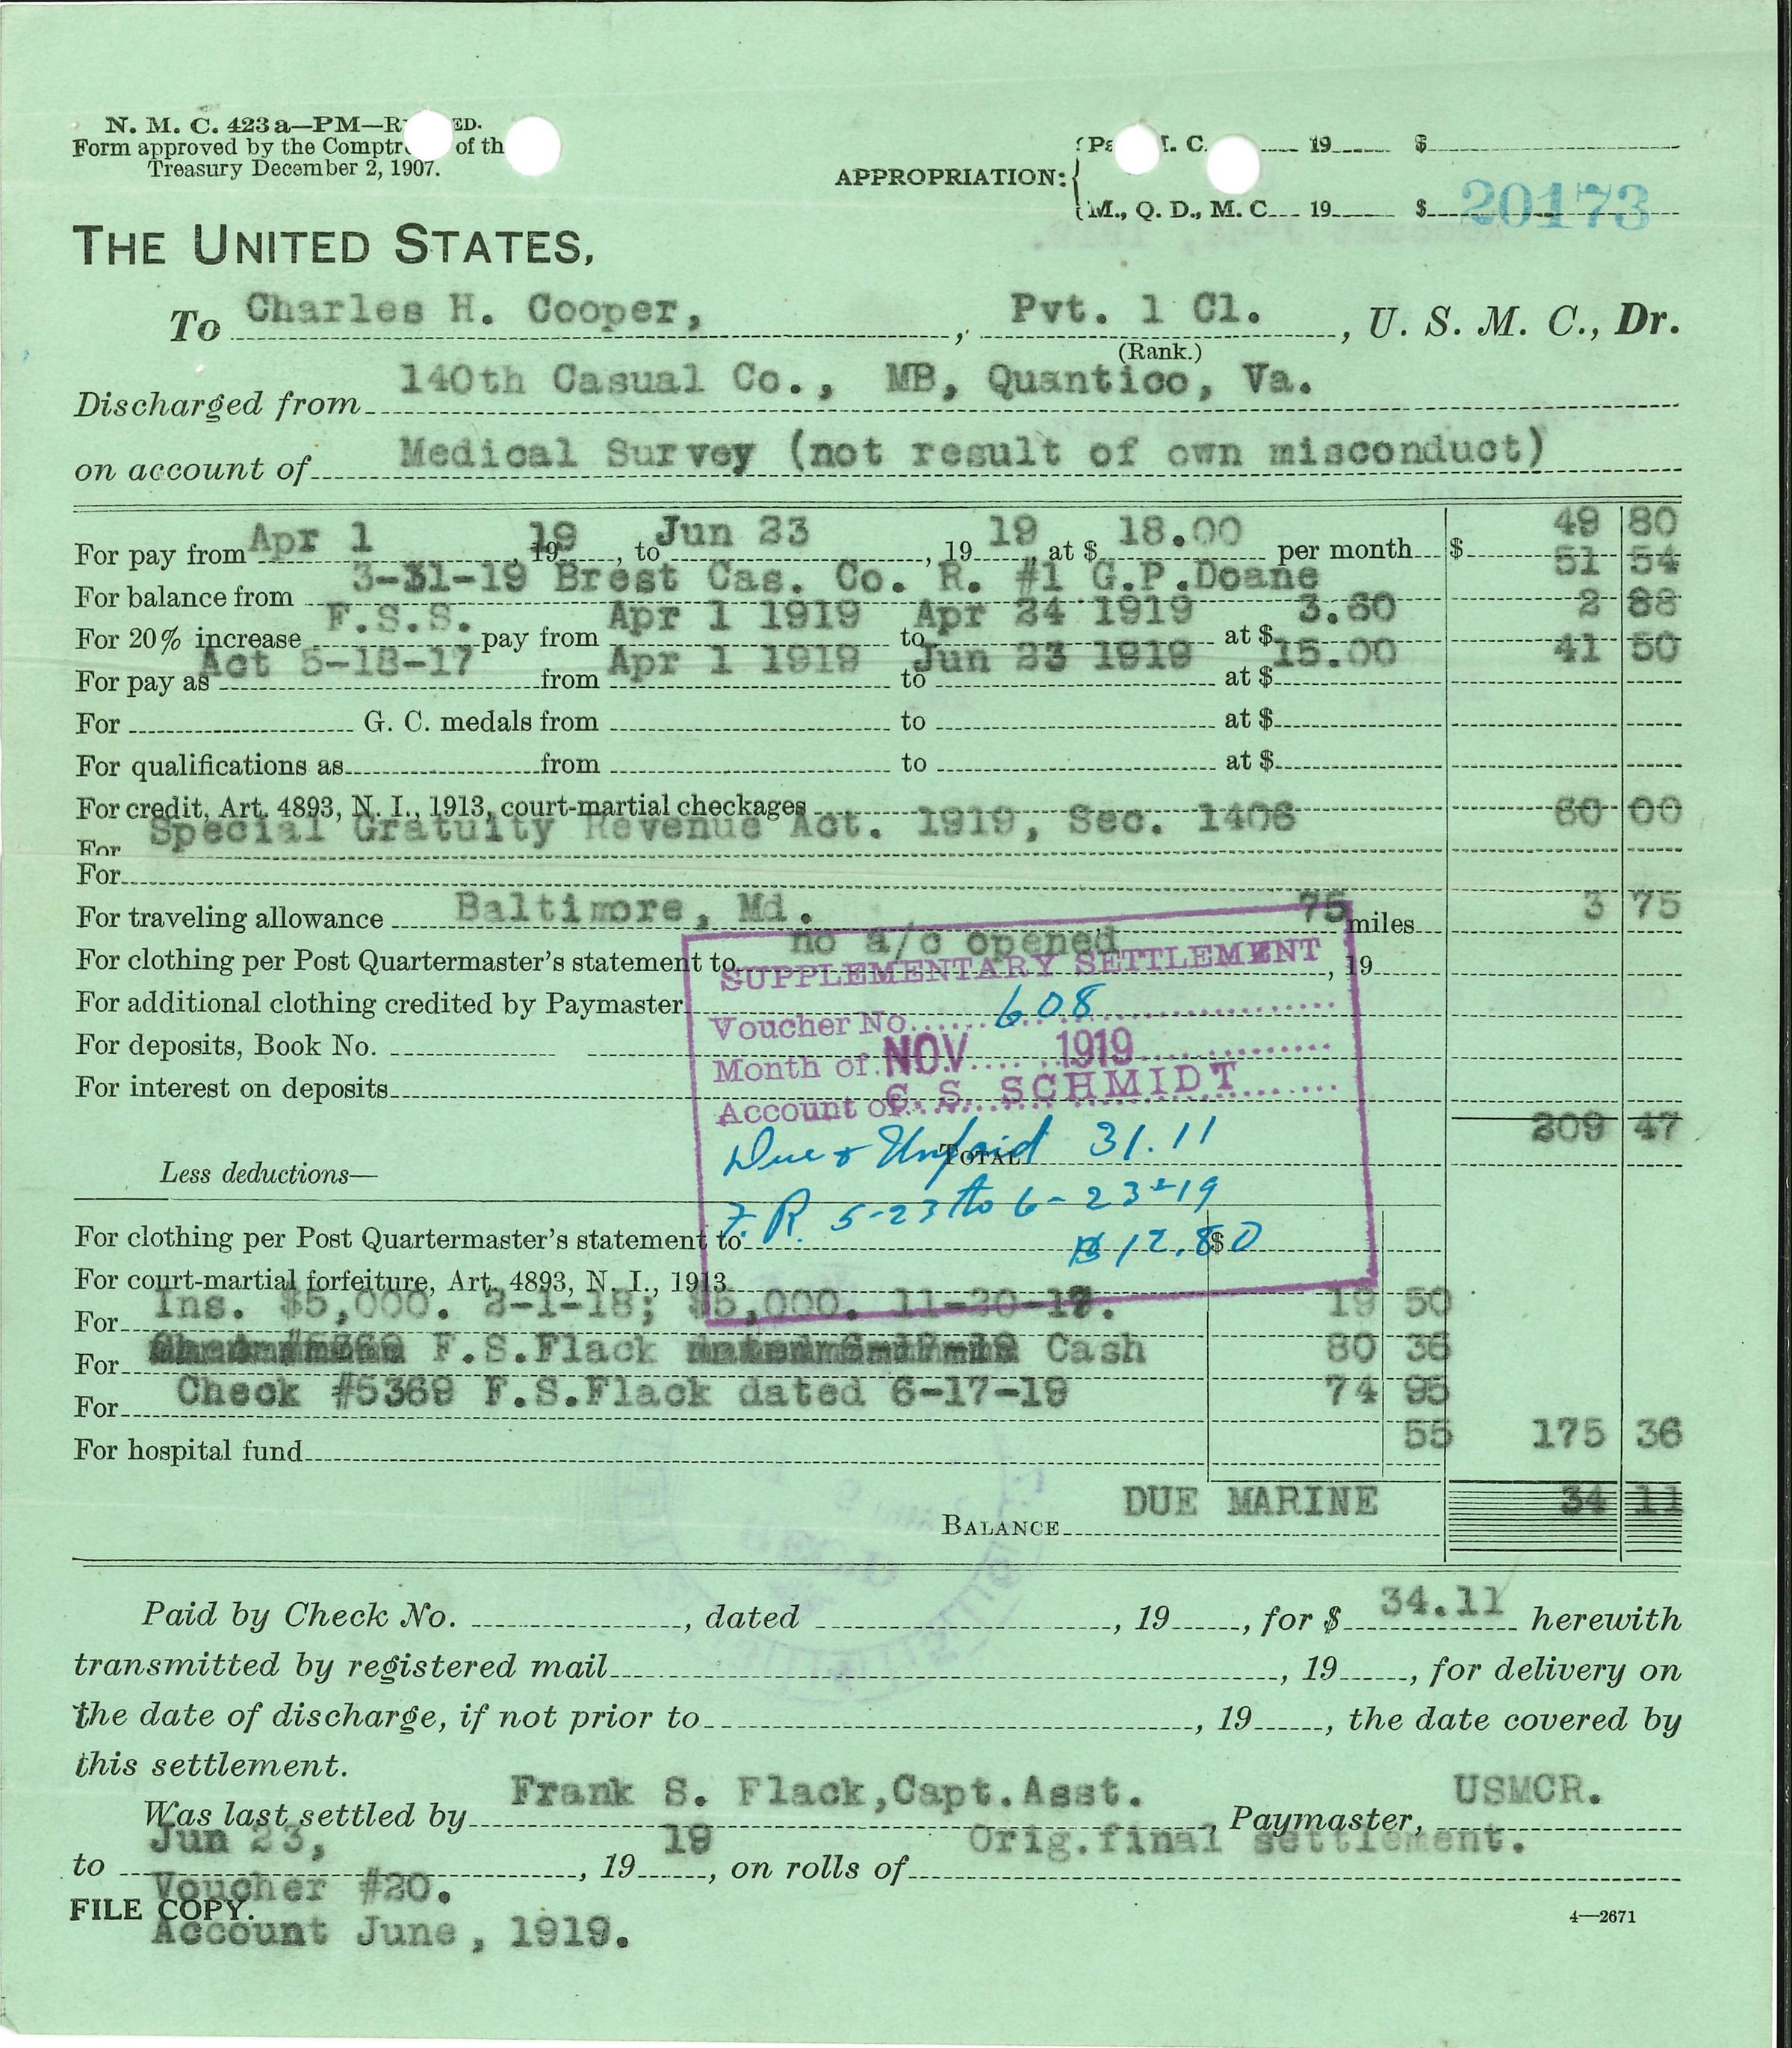 N. M. C. 423a—PM—R ED.
Form approved by the Comptr of th
Treasury December 2, 1907.
APPROPRIATION:
Pa M. C. 19 $
M., Q. D., M. C. 19 $ 20173
THE UNITED STATES,
To Charles H. Cooper, , Pvt. 1 Cl. , U. S. M. C., Dr.
(Rank.)
Discharged from 140th Casual Co., MB, Quantico, Va.
on account of Medical Survey (not result of own misconduct)
For pay from Apr 1 , 19 19 , to Jun 23 , 19 19 , at $ 18.00 per month $ 49 80
For balance from 3-31-19 Brest Cas. Co. R. #1 G.P.Doane 51 54
For 20% increase F.S.S. pay from Apr 1 1919 to Apr 24 1919 at $ 3.60 2 88
For pay as Act 5-18-17 from Apr 1 1919 to Jun 23 1919 at $ 15.00 41 50
For G. C. medals from to at $
For qualifications as from to at $
For credit, Art. 4893, N. I., 1913, court-martial checkages
For Special Gratuity Revenue Act. 1919, Sec. 1406 60 00
For
For traveling allowance Baltimore, Md. 75 miles 3 75
For clothing per Post Quartermaster's statement to no a/c opened , 19
For additional clothing credited by Paymaster
For deposits, Book No.
For interest on deposits
SUPPLEMENTARY SETTLEMENT
Voucher No. 608
Month of NOV 1919
Account of C. S. SCHMIDT
Due & Unpaid 31.11
F. R. 5-23 to 6-23-19
$ 12.80
TOTAL 209 47
Less deductions—
For clothing per Post Quartermaster's statement to $
For court-martial forfeiture, Art. 4893, N. I., 1913
For Ins. $5,000. 2-1-18; $5,000. 11-20-18. 19 50
For F.S.Flack Cash 80 36
For Check #5369 F.S.Flack dated 6-17-19 74 95
For hospital fund 55 175 36
BALANCE DUE MARINE 34 11
Paid by Check No. , dated , 19 , for $ 34.11 herewith
transmitted by registered mail , 19 , for delivery on
the date of discharge, if not prior to , 19 , the date covered by
this settlement.
Was last settled by Frank S. Flack,Capt.Asst. , Paymaster, USMCR.
to Jun 23, , 19 19 , on rolls of Orig.final settlement.
Voucher #20.
FILE COPY.
Account June, 1919.
4—2671